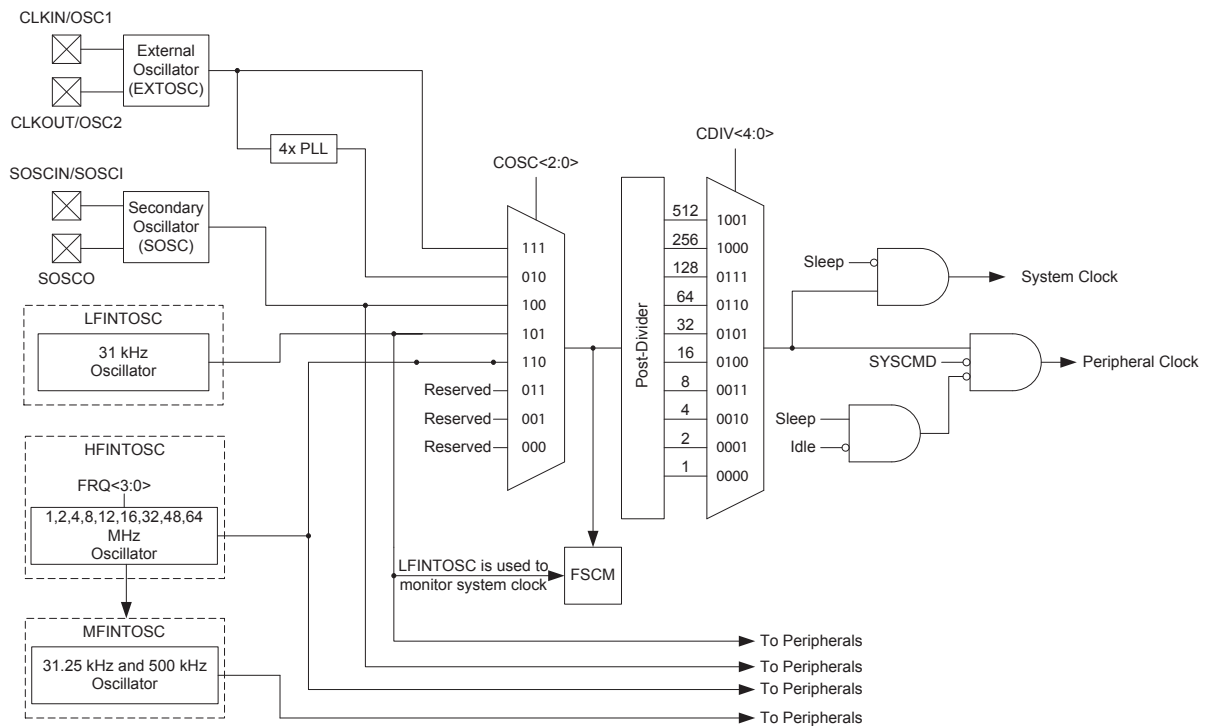 CLKIN/OSC1
External
Oscillator
(EXTOSC)
CLKOUT/OSC2
4x PLL
SOSCIN/SOSCI
Secondary
Oscillator
(SOSC)
SOSCO
LFINTOSC
31 kHz
Oscillator
HFINTOSC
FRQ<3:0>
1,2,4,8,12,16,32,48,64
MHz
Oscillator
MFINTOSC
31.25 kHz and 500 kHz
Oscillator
COSC<2:0>
111
010
100
101
110
Reserved 011
Reserved 001
Reserved 000
LFINTOSC is used to
monitor system clock
FSCM
Post-Divider
CDIV<4:0>
512 1001
256 1000
128 0111
64 0110
32 0101
16 0100
8 0011
4 0010
2 0001
1 0000
Sleep
System Clock
SYSCMD
Peripheral Clock
Sleep
Idle
To Peripherals
To Peripherals
To Peripherals
To Peripherals